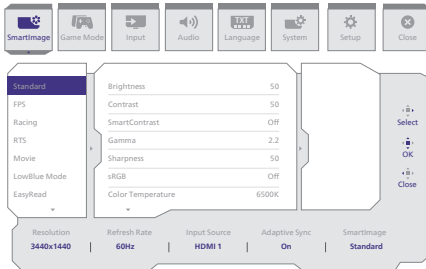 SmartImage
Game Mode
Input
Audio
TXT
Language
System
Setup
Close
Standard
FPS
Racing
RTS
Movie
LowBlue Mode
EasyRead
Brightness 50
Contrast 50
SmartContrast Off
Gamma 2.2
Sharpness 50
sRGB Off
Color Temperature 6500K
Select
OK
Close
Resolution Refresh Rate Input Source Adaptive Sync SmartImage
3440x1440 | 60Hz | HDMI 1 | On | Standard